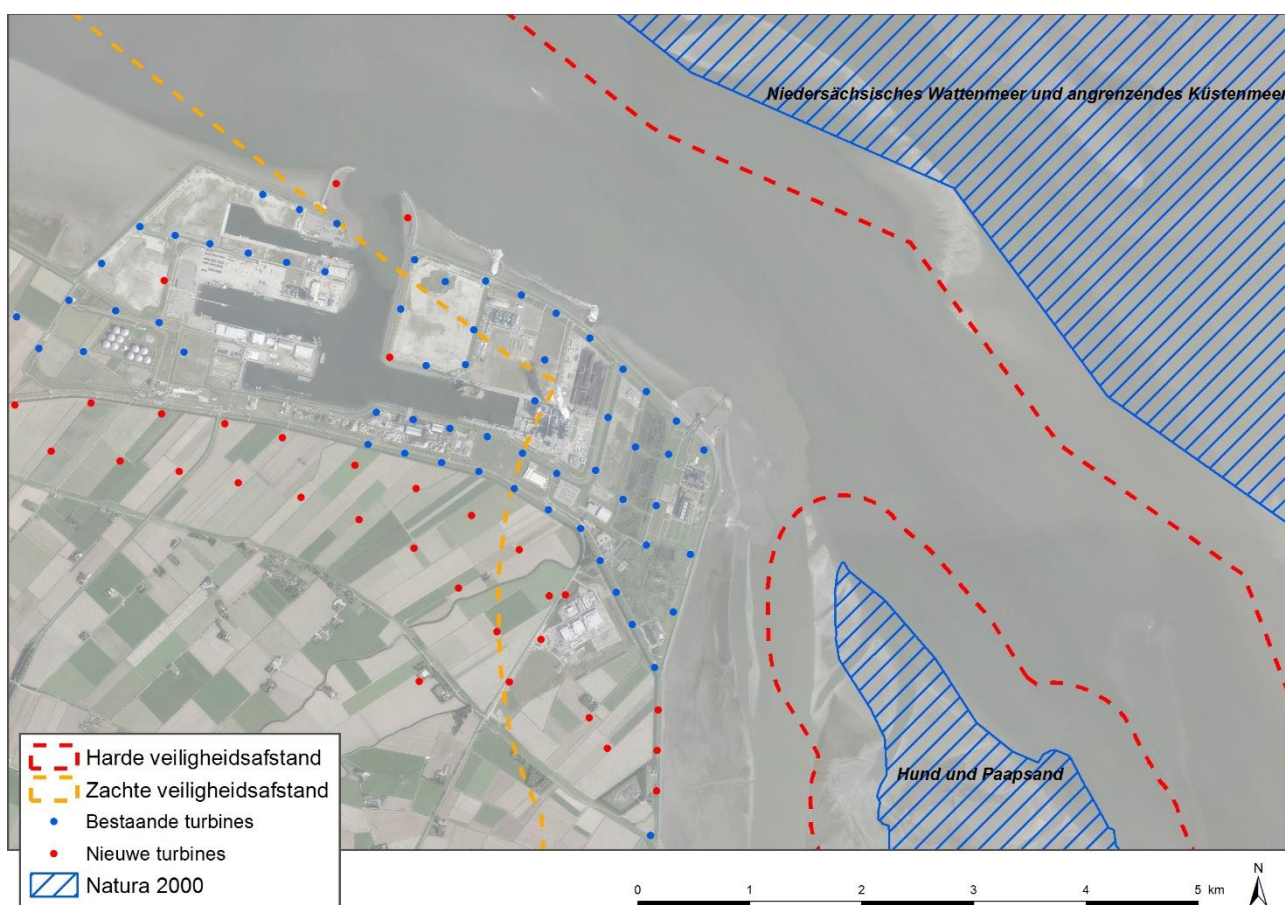 Niedersächsisches Wattenmeer und angrenzendes Küstenmeer
Hund und Paapsand
Harde veiligheidsafstand
Zachte veiligheidsafstand
Bestaande turbines
Nieuwe turbines
Natura 2000
0 1 2 3 4 5 km
N